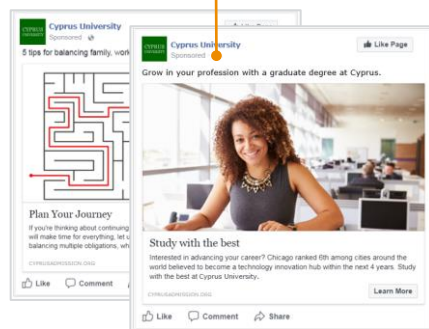 CYPRUS
UNIVERSITY
Cyprus University
Sponsored
5 tips for balancing family, work
Plan Your Journey
If you're thinking about continuing
will make time for everything, let u
balancing multiple obligations, wh
CYPRUSADMISSION.ORG
Like Comment
CYPRUS
UNIVERSITY
Cyprus University
Sponsored
Like Page
Grow in your profession with a graduate degree at Cyprus.
Study with the best
Interested in advancing your career? Chicago ranked 6th among cities around the
world believed to become a technology innovation hub within the next 4 years. Study
with the best at Cyprus University.
CYPRUSADMISSION.ORG
Learn More
Like Comment Share